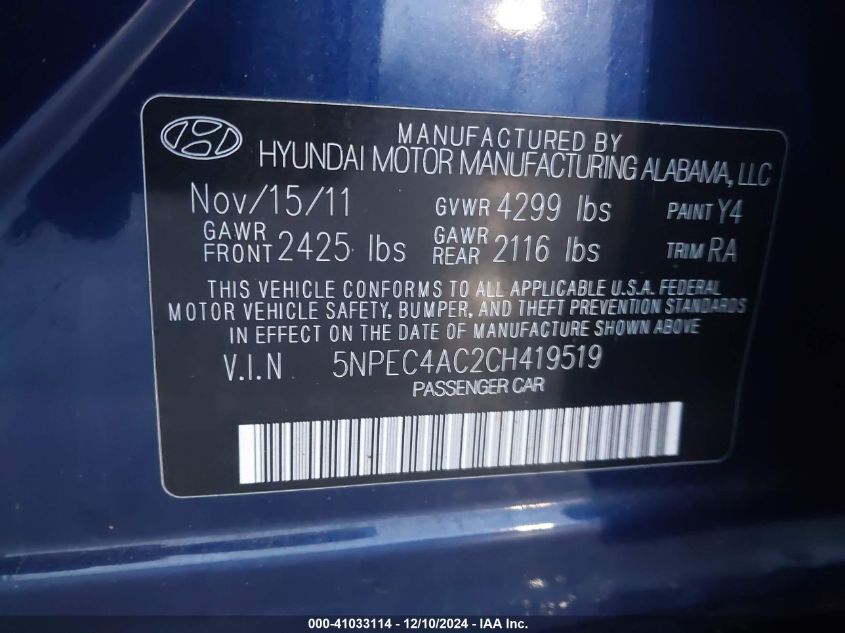 MANUFACTURED BY
HYUNDAI MOTOR MANUFACTURING ALABAMA, LLC
Nov/15/11 GVWR 4299 lbs PAINT Y4
GAWR FRONT 2425 lbs GAWR REAR 2116 lbs TRIM RA
THIS VEHICLE CONFORMS TO ALL APPLICABLE U.S.A. FEDERAL
MOTOR VEHICLE SAFETY, BUMPER, AND THEFT PREVENTION STANDARDS
IN EFFECT ON THE DATE OF MANUFACTURE SHOWN ABOVE
V.I.N 5NPEC4AC2CH419519
PASSENGER CAR
000-41033114 - 12/10/2024 - IAA Inc.